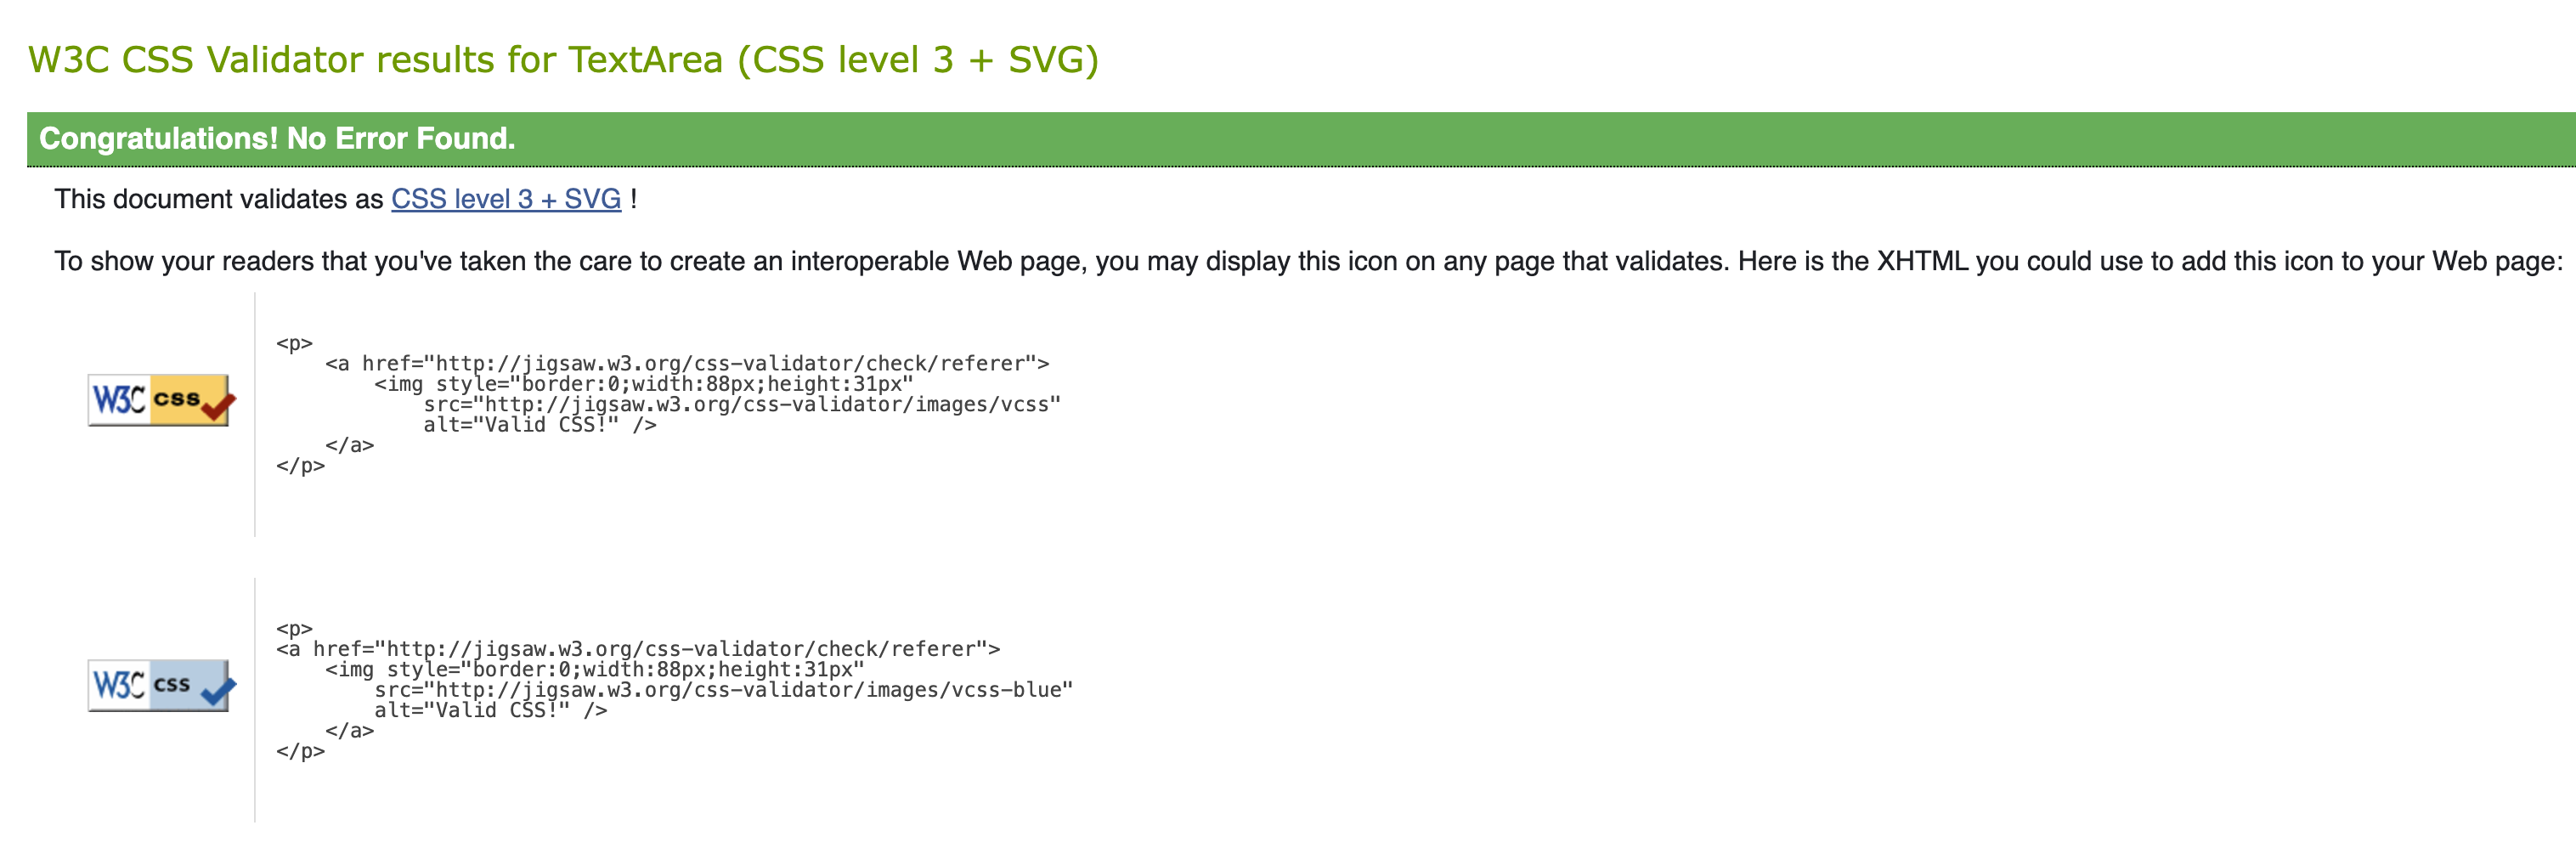 W3C CSS Validator results for TextArea (CSS level 3 + SVG)
Congratulations! No Error Found.
This document validates as CSS level 3 + SVG !
To show your readers that you've taken the care to create an interoperable Web page, you may display this icon on any page that validates. Here is the XHTML you could use to add this icon to your Web page:
W3C css
<p>
    <a href="http://jigsaw.w3.org/css-validator/check/referer">
        <img style="border:0;width:88px;height:31px"
            src="http://jigsaw.w3.org/css-validator/images/vcss"
            alt="Valid CSS!" />
    </a>
</p>
W3C css
<p>
<a href="http://jigsaw.w3.org/css-validator/check/referer">
    <img style="border:0;width:88px;height:31px"
        src="http://jigsaw.w3.org/css-validator/images/vcss-blue"
        alt="Valid CSS!" />
    </a>
</p>